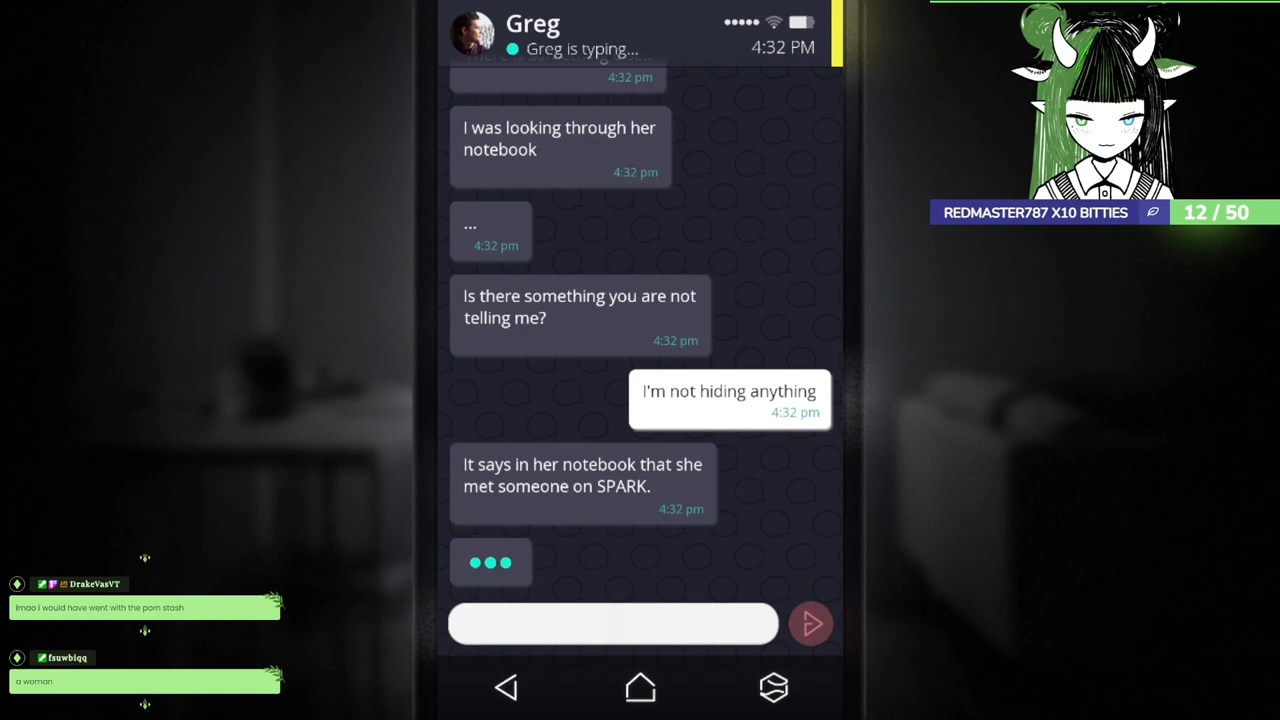 Greg
Greg is typing...
4:32 PM
4:32 pm
I was looking through her
notebook
4:32 pm
...
4:32 pm
Is there something you are not
telling me?
4:32 pm
I'm not hiding anything
4:32 pm
It says in her notebook that she
met someone on SPARK.
4:32 pm
REDMASTER787 X10 BITTIES
12 / 50
DrakeVasVT
lmao i would have went with the porn stash
fsuwbiqq
a woman